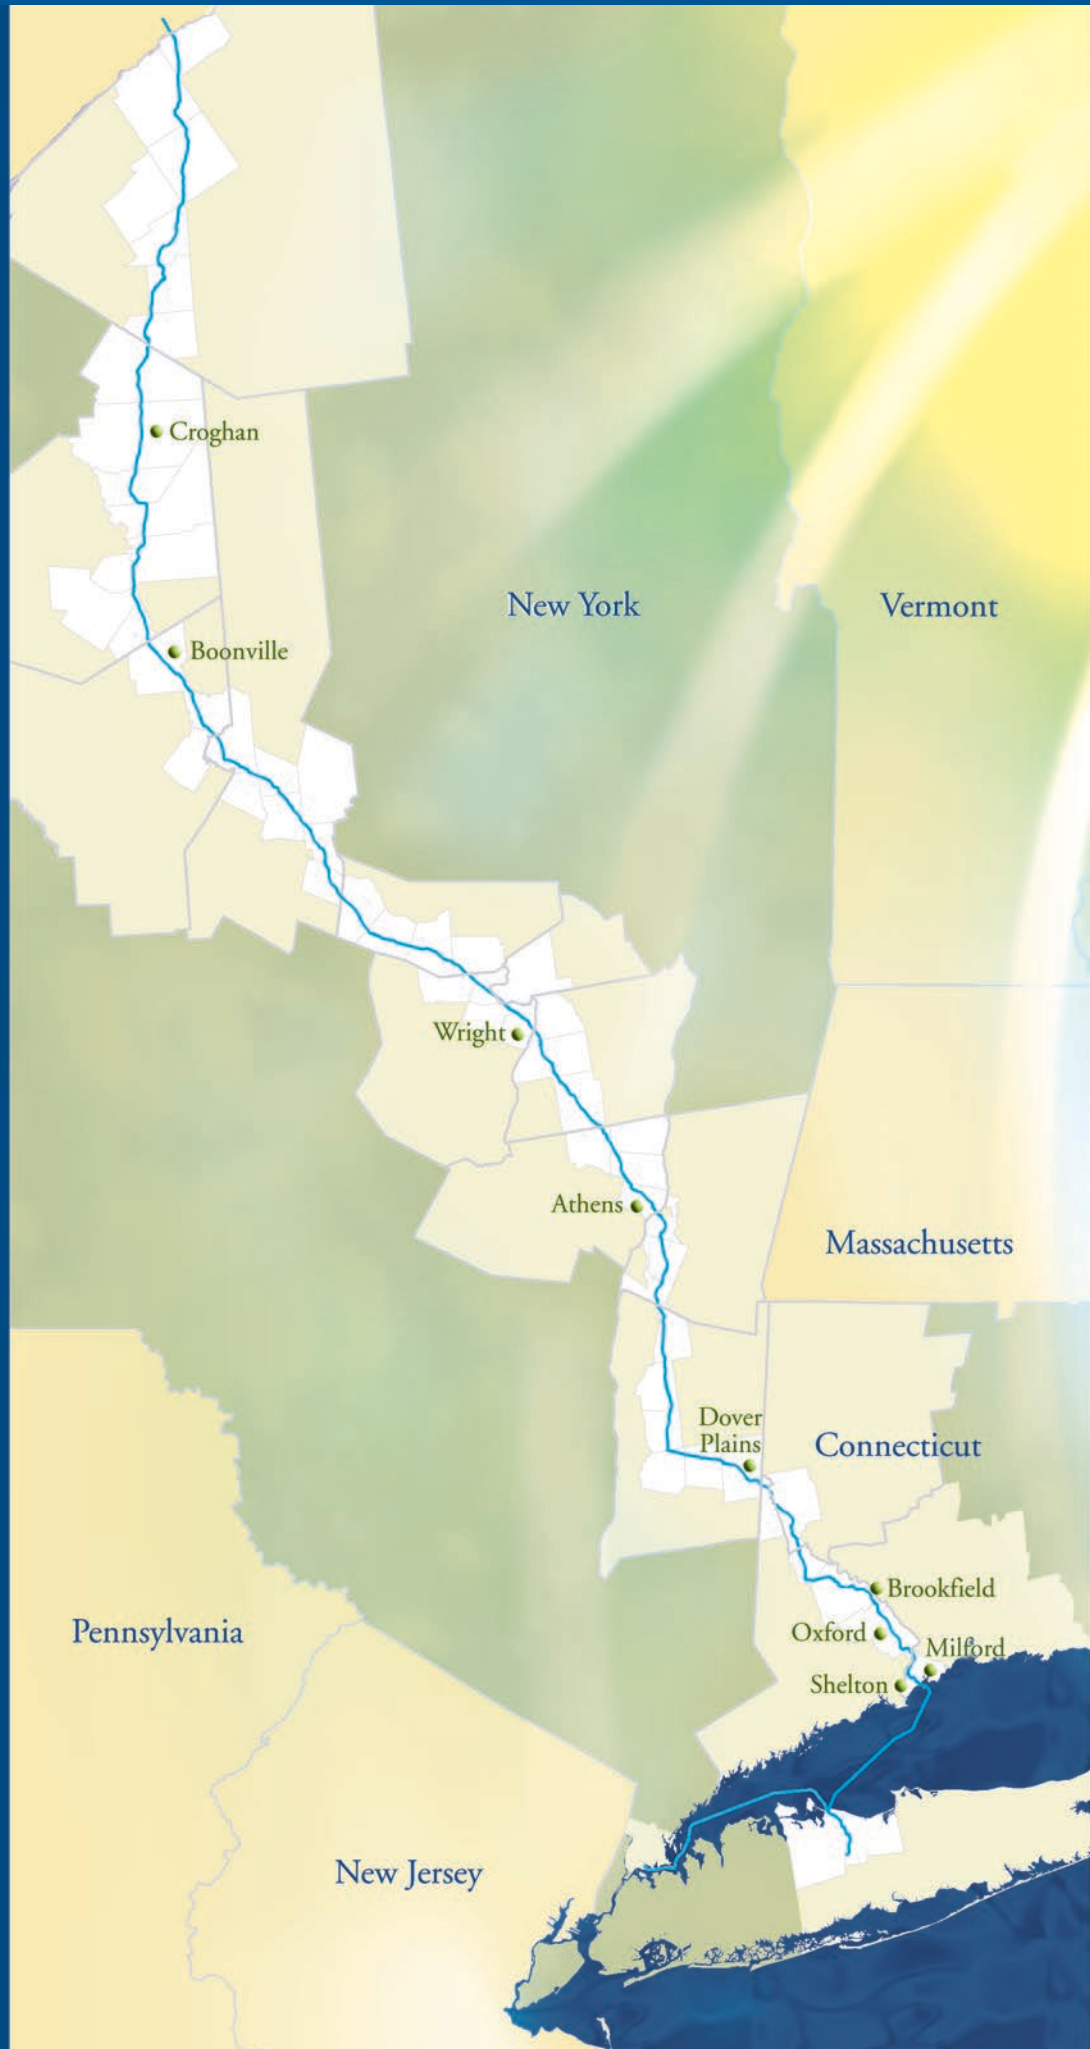 Croghan
New York
Vermont
Boonville
Wright
Athens
Massachusetts
Dover
Plains
Connecticut
Brookfield
Pennsylvania
Oxford
Milford
Shelton
New Jersey